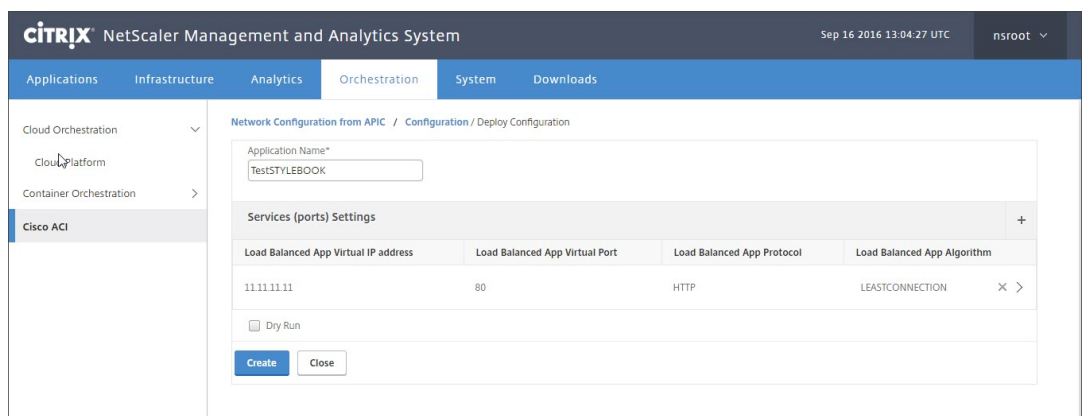 CITRIX NetScaler Management and Analytics System
Sep 16 2016 13:04:27 UTC
nsroot
Applications Infrastructure Analytics Orchestration System Downloads
Cloud Orchestration
Cloud Platform
Container Orchestration
Cisco ACI
Network Configuration from APIC / Configuration / Deploy Configuration
Application Name*
TestSTYLEBOOK
Services (ports) Settings +
Load Balanced App Virtual IP address Load Balanced App Virtual Port Load Balanced App Protocol Load Balanced App Algorithm
11.11.11.11 80 HTTP LEASTCONNECTION
Dry Run
Create Close